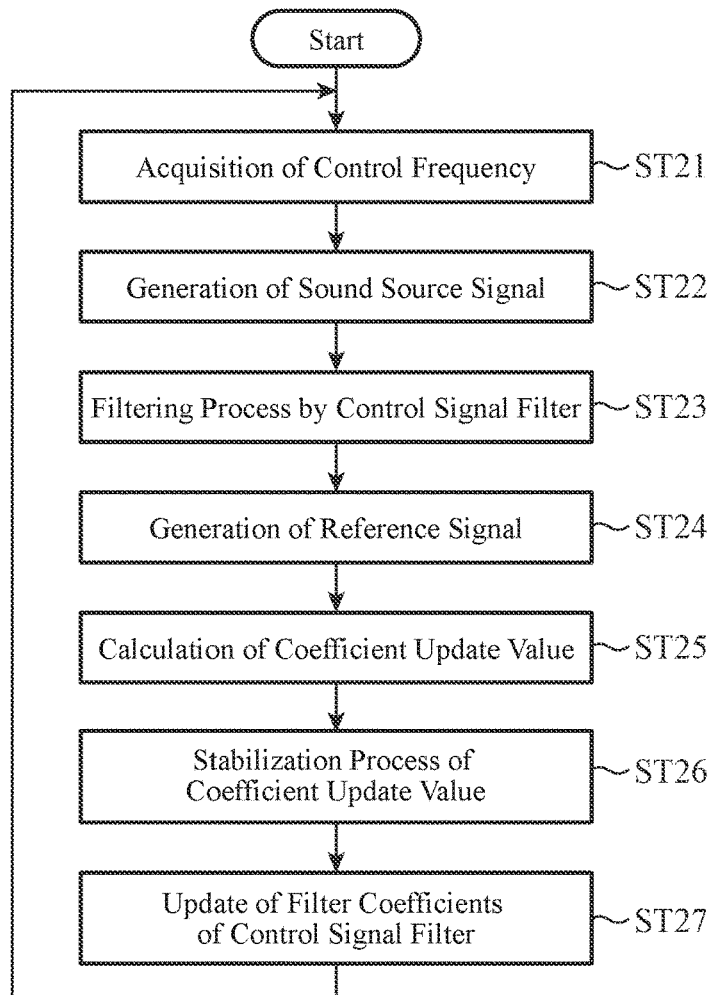 Start
Acquisition of Control Frequency
ST21
Generation of Sound Source Signal
ST22
Filtering Process by Control Signal Filter
ST23
Generation of Reference Signal
ST24
Calculation of Coefficient Update Value
ST25
Stabilization Process of
Coefficient Update Value
ST26
Update of Filter Coefficients
of Control Signal Filter
ST27